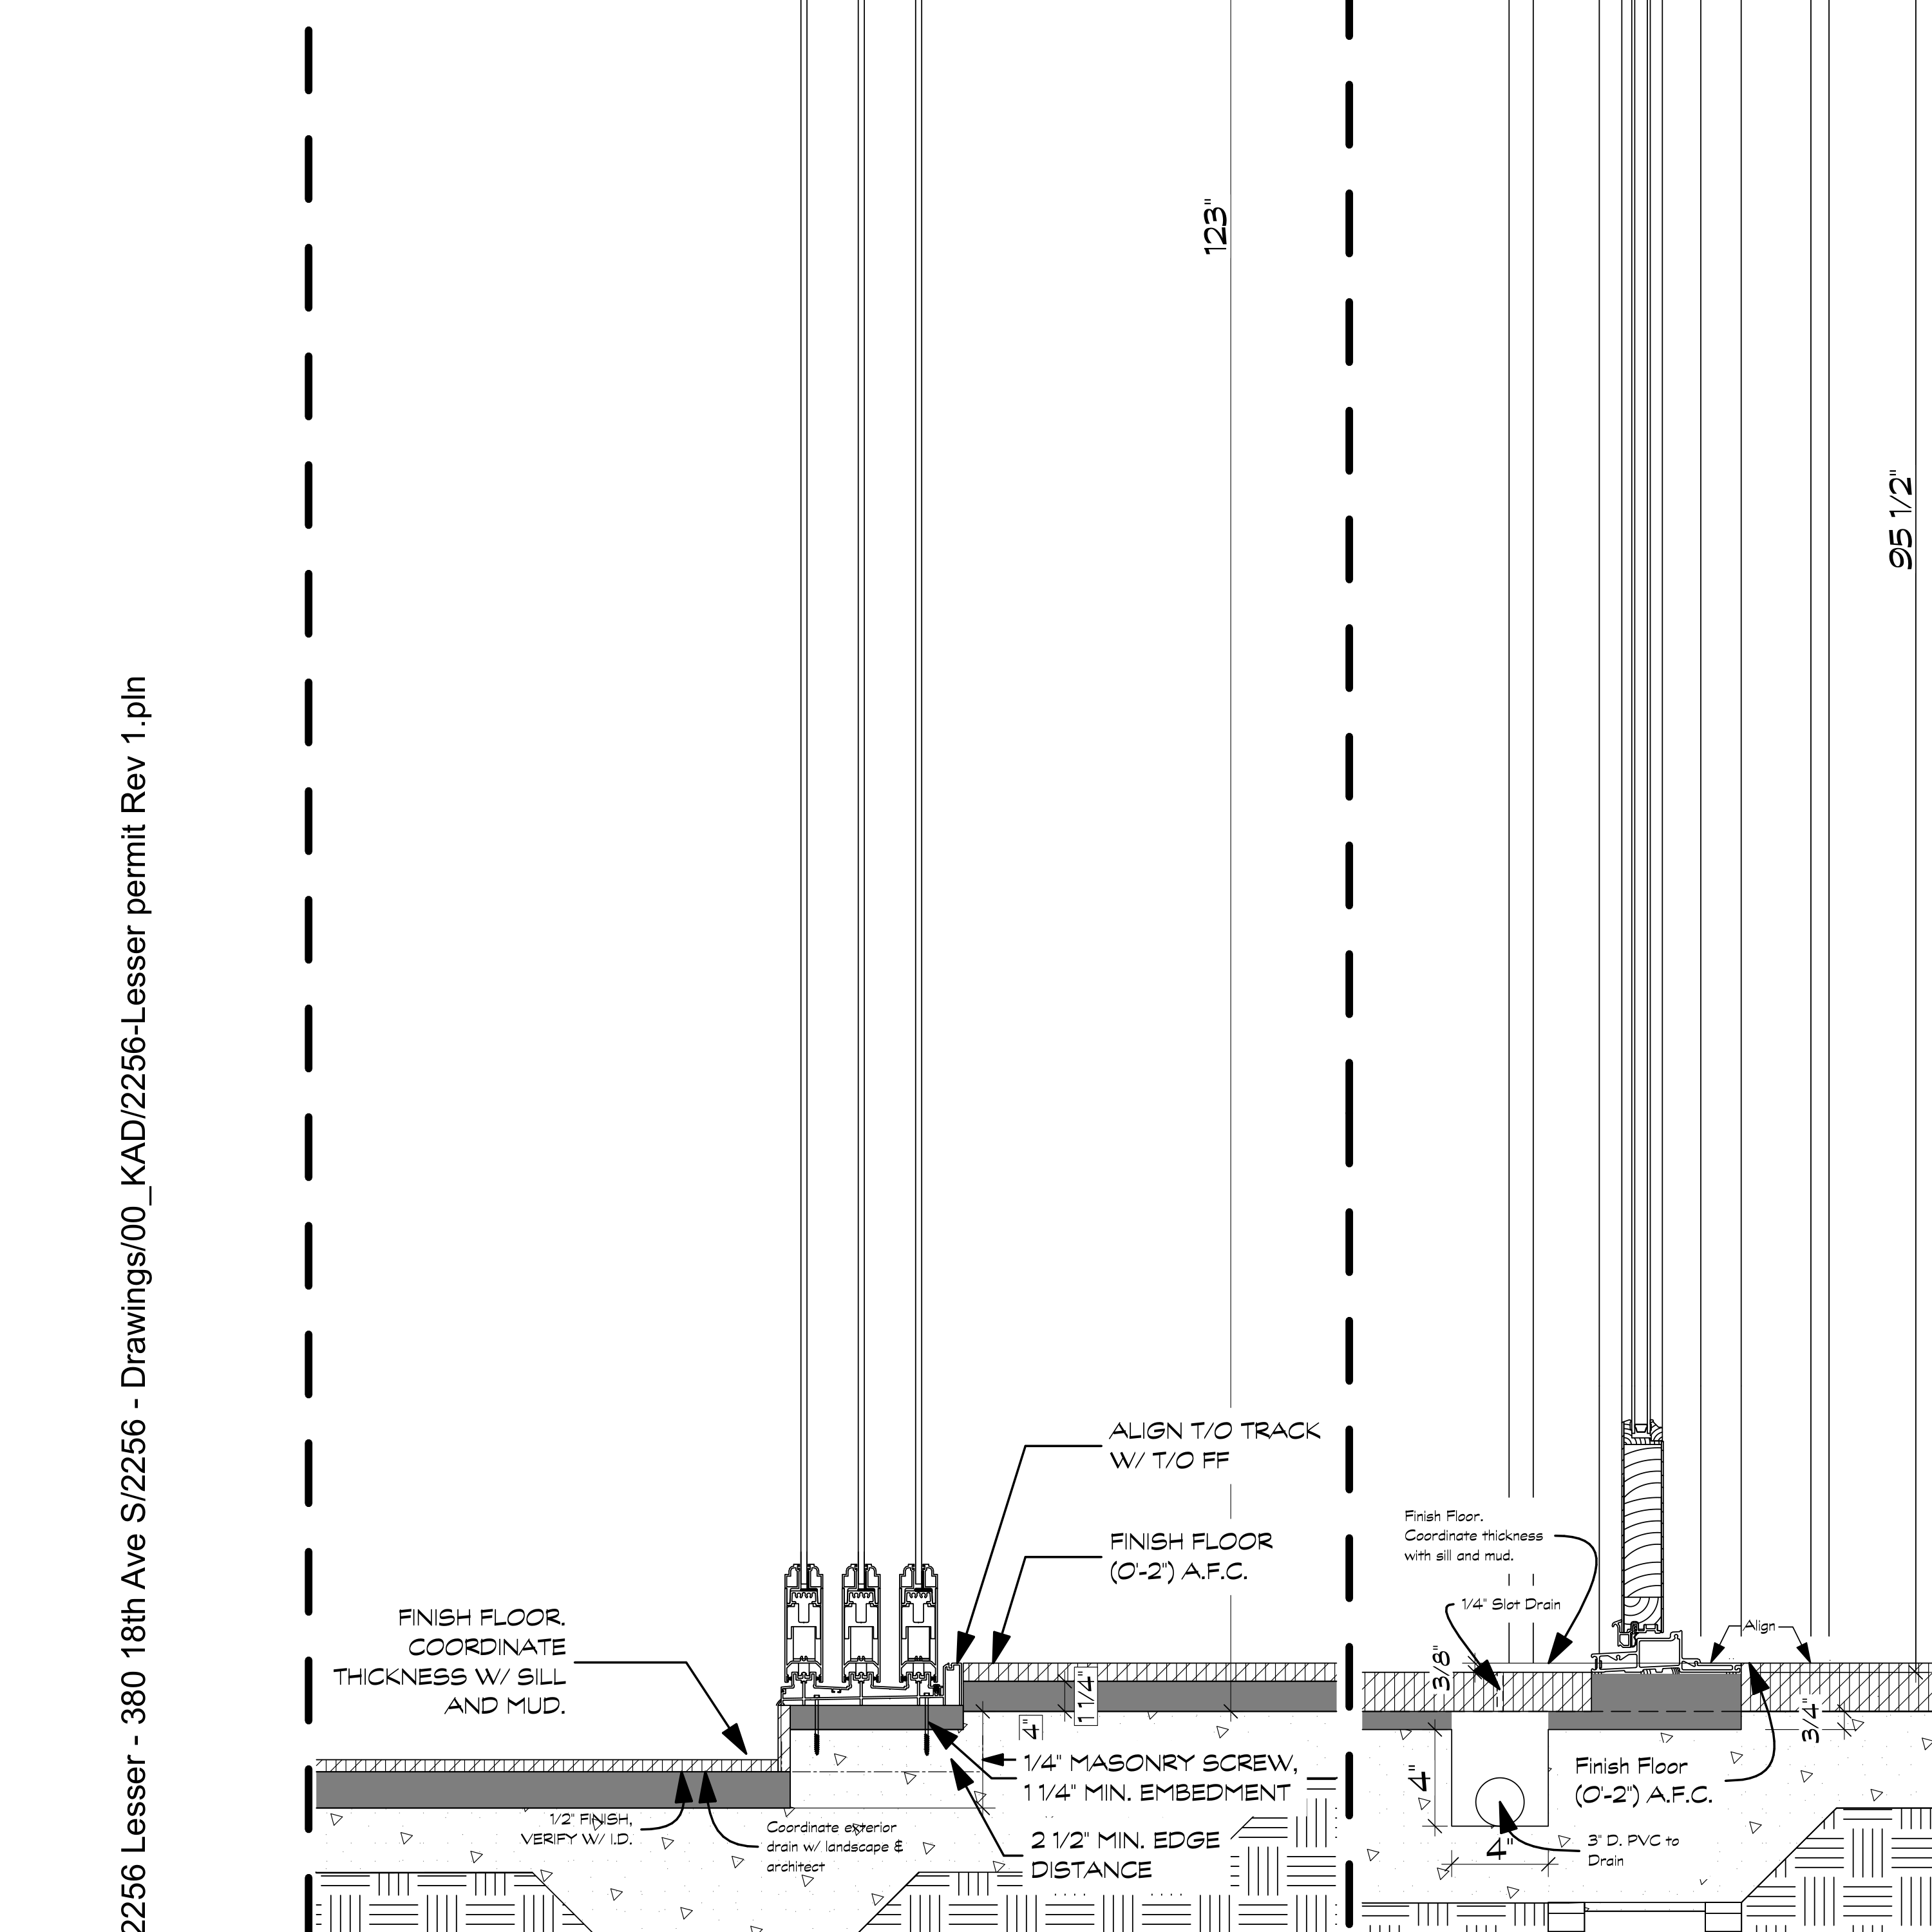 2256 Lesser - 380 18th Ave S/2256 - Drawings/00_KAD/2256-Lesser permit Rev 1.pln
123"
95 1/2"
ALIGN T/O TRACK
W/ T/O FF
FINISH FLOOR
(0'-2") A.F.C.
FINISH FLOOR.
COORDINATE
THICKNESS W/ SILL
AND MUD.
1 1/4"
4"
1/4" MASONRY SCREW,
1 1/4" MIN. EMBEDMENT
2 1/2" MIN. EDGE
DISTANCE
1/2" FINISH,
VERIFY W/ I.D.
Coordinate exterior
drain w/ landscape &
architect
Finish Floor.
Coordinate thickness
with sill and mud.
1/4" Slot Drain
Align
3/8"
3/4"
4"
4"
Finish Floor
(0'-2") A.F.C.
3" D. PVC to
Drain